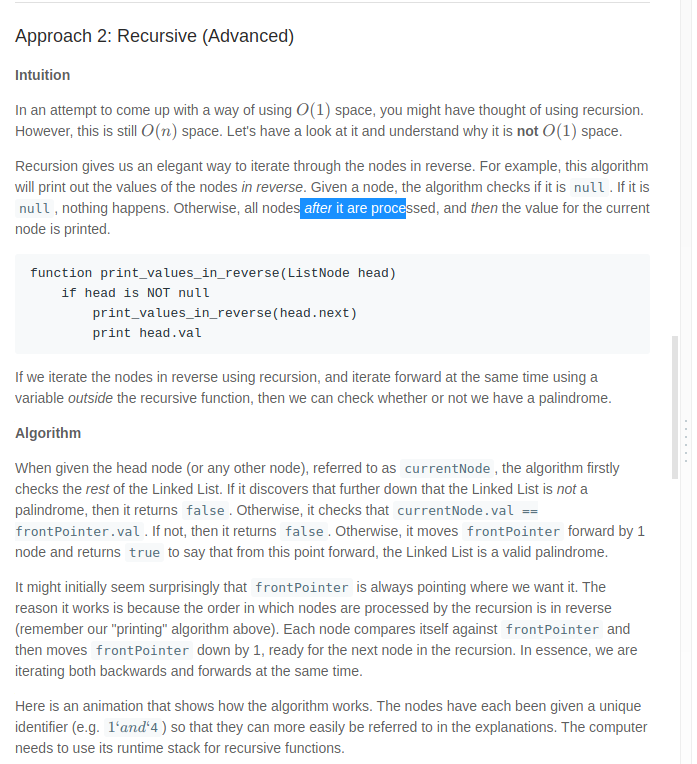 Approach 2: Recursive (Advanced)
Intuition
In an attempt to come up with a way of using O(1) space, you might have thought of using recursion.
However, this is still O(n) space. Let's have a look at it and understand why it is not O(1) space.
Recursion gives us an elegant way to iterate through the nodes in reverse. For example, this algorithm
will print out the values of the nodes in reverse. Given a node, the algorithm checks if it is null. If it is
null, nothing happens. Otherwise, all nodes after it are processed, and then the value for the current
node is printed.
function print_values_in_reverse(ListNode head)
    if head is NOT null
        print_values_in_reverse(head.next)
        print head.val
If we iterate the nodes in reverse using recursion, and iterate forward at the same time using a
variable outside the recursive function, then we can check whether or not we have a palindrome.
Algorithm
When given the head node (or any other node), referred to as currentNode, the algorithm firstly
checks the rest of the Linked List. If it discovers that further down that the Linked List is not a
palindrome, then it returns false. Otherwise, it checks that currentNode.val ==
frontPointer.val. If not, then it returns false. Otherwise, it moves frontPointer forward by 1
node and returns true to say that from this point forward, the Linked List is a valid palindrome.
It might initially seem surprisingly that frontPointer is always pointing where we want it. The
reason it works is because the order in which nodes are processed by the recursion is in reverse
(remember our "printing" algorithm above). Each node compares itself against frontPointer and
then moves frontPointer down by 1, ready for the next node in the recursion. In essence, we are
iterating both backwards and forwards at the same time.
Here is an animation that shows how the algorithm works. The nodes have each been given a unique
identifier (e.g. 1‘and‘4) so that they can more easily be referred to in the explanations. The computer
needs to use its runtime stack for recursive functions.